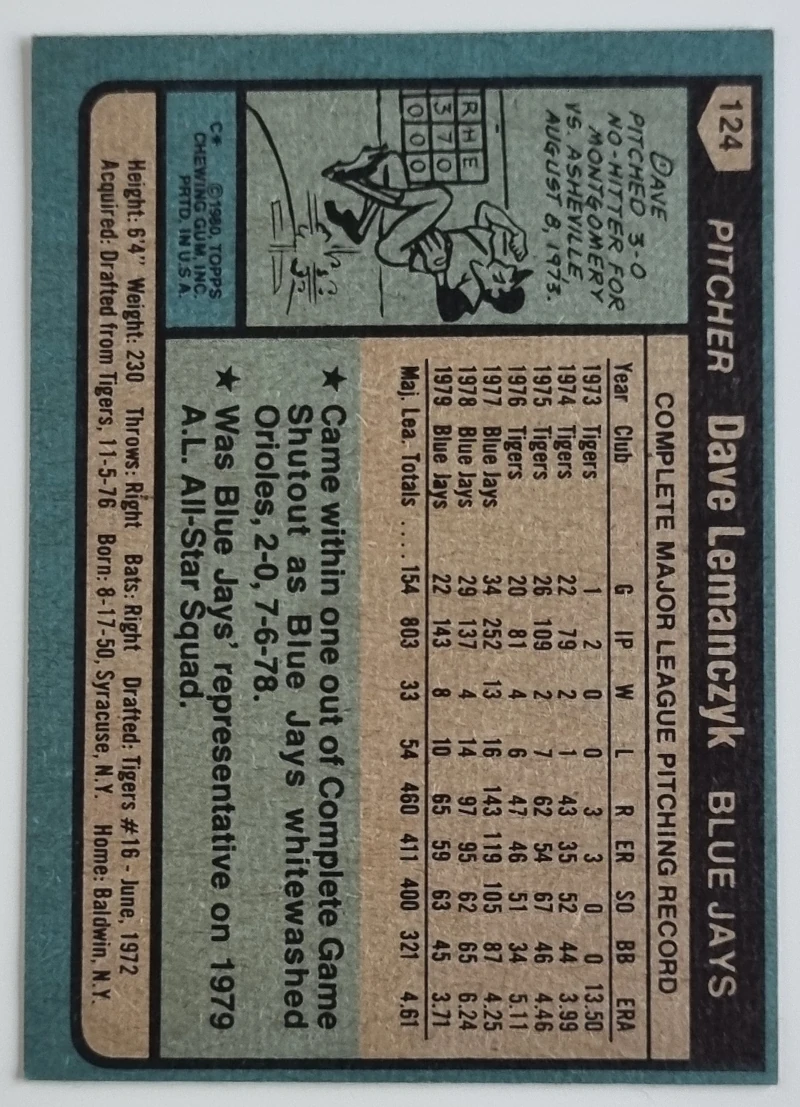 124 PITCHER Dave Lemanczyk BLUE JAYS
DAVE
PITCHED 3-0
NO-HITTER FOR
MONTGOMERY
VS. ASHEVILLE,
AUGUST 8, 1973.
R H E
3 7 0
0 0 0
C* ©1980 TOPPS
CHEWING GUM, INC.
PRTD. IN U.S.A.
COMPLETE MAJOR LEAGUE PITCHING RECORD
Year Club G IP W L R ER SO BB ERA
1973 Tigers 1 2 0 0 3 3 0 0 13.50
1974 Tigers 22 79 2 1 43 35 52 44 3.99
1975 Tigers 26 109 2 7 62 54 67 46 4.46
1976 Tigers 20 81 4 6 47 46 51 34 5.11
1977 Blue Jays 34 252 13 16 143 119 105 87 4.25
1978 Blue Jays 29 137 4 14 97 95 62 65 6.24
1979 Blue Jays 22 143 8 10 65 59 63 45 3.71
Maj. Lea. Totals .... 154 803 33 54 460 411 400 321 4.61
★ Came within one out of Complete Game
Shutout as Blue Jays whitewashed
Orioles, 2-0, 7-6-78.
★ Was Blue Jays' representative on 1979
A.L. All-Star Squad.
Height: 6'4" Weight: 230 Throws: Right Bats: Right Drafted: Tigers #16 - June, 1972
Acquired: Drafted from Tigers, 11-5-76 Born: 8-17-50, Syracuse, N.Y. Home: Baldwin, N.Y.